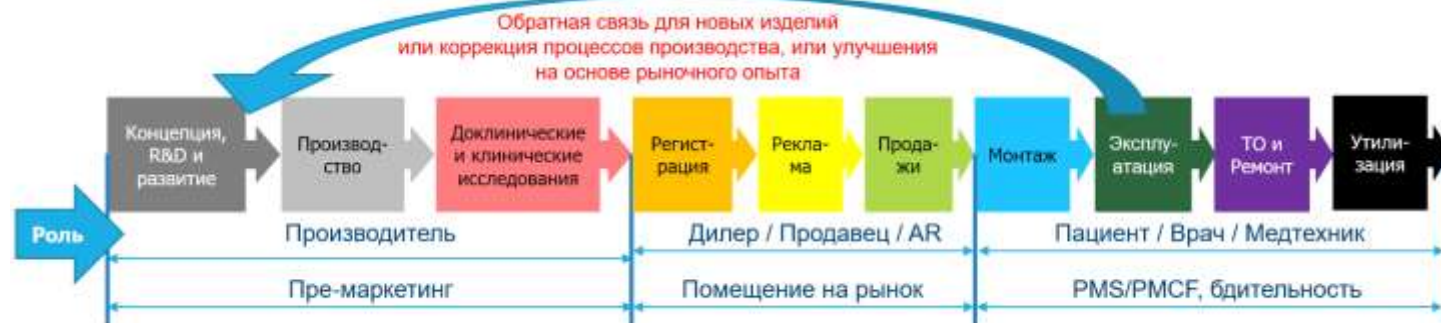 Обратная связь для новых изделий
или коррекция процессов производства, или улучшения
на основе рыночного опыта
Концепция,
R&D и
развитие
Производ-
ство
Доклинические
и клинические
исследования
Регист-
рация
Рекла-
ма
Прода-
жи
Монтаж
Эксплу-
атация
ТО и
Ремонт
Утили-
зация
Роль
Производитель
Дилер / Продавец / AR
Пациент / Врач / Медтехник
Пре-маркетинг
Помещение на рынок
PMS/PMCF, бдительность